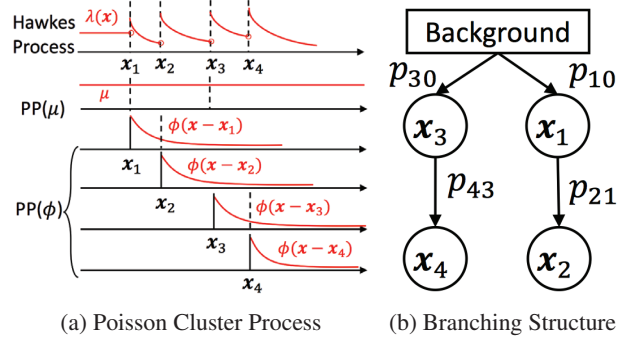 Hawkes
Process
λ(x)
x₁ x₂ x₃ x₄
PP(μ)
μ
ϕ(x − x₁)
x₁
ϕ(x − x₂)
x₂
PP(ϕ)
ϕ(x − x₃)
x₃
ϕ(x − x₄)
x₄
(a) Poisson Cluster Process
Background
p₃₀ p₁₀
x₃ x₁
p₄₃ p₂₁
x₄ x₂
(b) Branching Structure